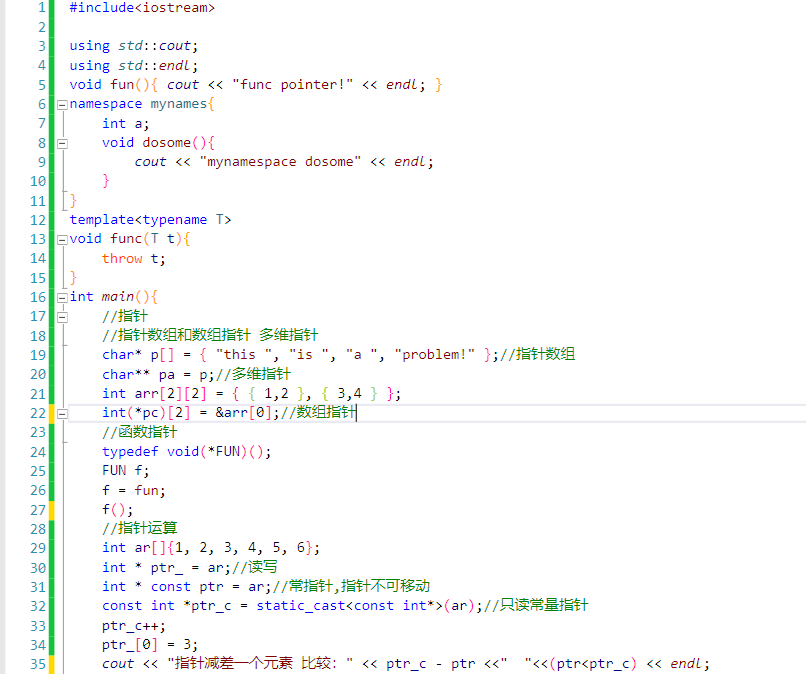 1 #include<iostream>
2
3 using std::cout;
4 using std::endl;
5 void fun(){ cout << "func pointer!" << endl; }
6 namespace mynames{
7     int a;
8     void dosome(){
9         cout << "mynamespace dosome" << endl;
10     }
11 }
12 template<typename T>
13 void func(T t){
14     throw t;
15 }
16 int main(){
17     //指针
18     //指针数组和数组指针 多维指针
19     char* p[] = { "this ", "is ", "a ", "problem!" };//指针数组
20     char** pa = p;//多维指针
21     int arr[2][2] = { { 1,2 }, { 3,4 } };
22     int(*pc)[2] = &arr[0];//数组指针
23     //函数指针
24     typedef void(*FUN)();
25     FUN f;
26     f = fun;
27     f();
28     //指针运算
29     int ar[]{1, 2, 3, 4, 5, 6};
30     int * ptr_ = ar;//读写
31     int * const ptr = ar;//常指针,指针不可移动
32     const int *ptr_c = static_cast<const int*>(ar);//只读常量指针
33     ptr_c++;
34     ptr_[0] = 3;
35     cout << "指针减差一个元素 比较: " << ptr_c - ptr <<"  "<<(ptr<ptr_c) << endl;